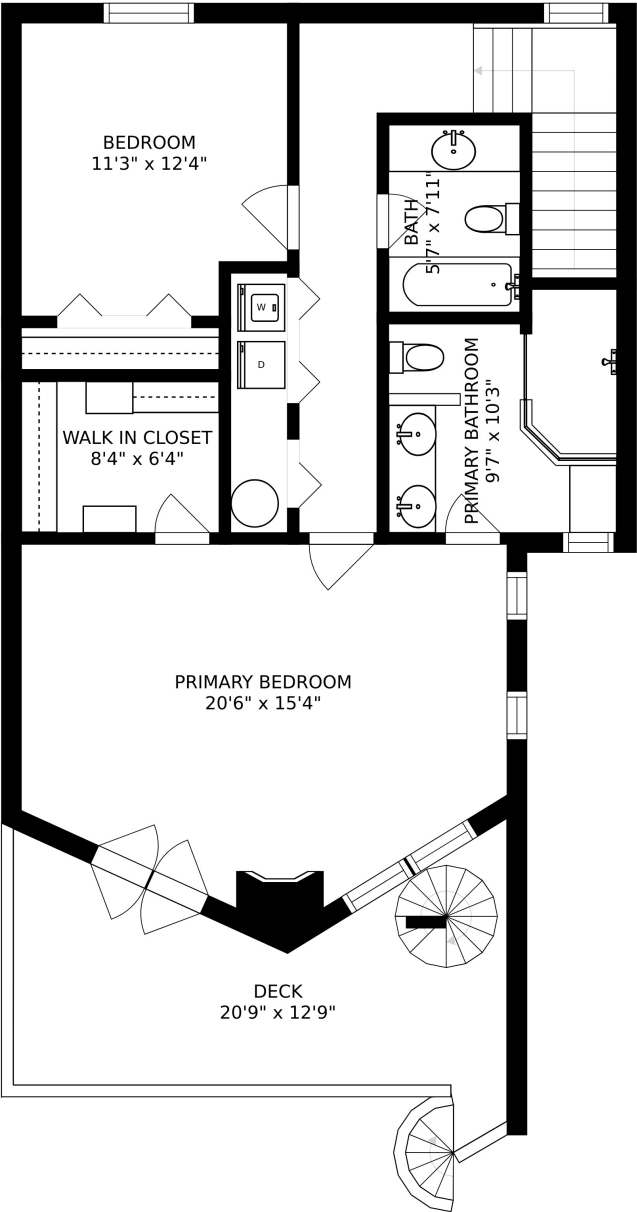 BEDROOM
11'3" x 12'4"
BATH
5'7" x 7'11"
W
D
PRIMARY BATHROOM
9'7" x 10'3"
WALK IN CLOSET
8'4" x 6'4"
PRIMARY BEDROOM
20'6" x 15'4"
DECK
20'9" x 12'9"